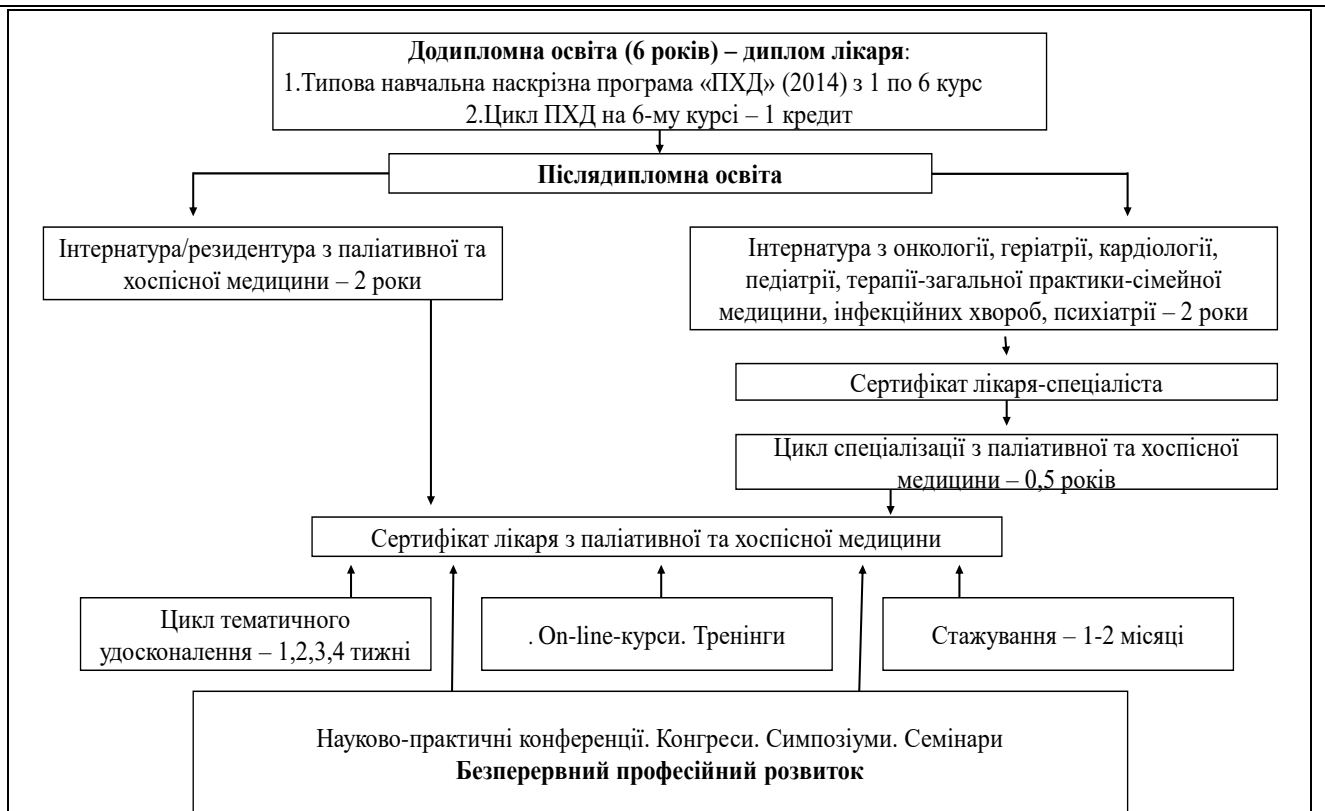 Додипломна освіта (6 років) – диплом лікаря:
1.Типова навчальна наскрізна програма «ПХД» (2014) з 1 по 6 курс
2.Цикл ПХД на 6-му курсі – 1 кредит
Післядипломна освіта
Інтернатура/резидентура з паліативної та
хоспісної медицини – 2 роки
Інтернатура з онкології, геріатрії, кардіології,
педіатрії, терапії-загальної практики-сімейної
медицини, інфекційних хвороб, психіатрії – 2 роки
Сертифікат лікаря-спеціаліста
Цикл спеціалізації з паліативної та хоспісної
медицини – 0,5 років
Сертифікат лікаря з паліативної та хоспісної медицини
Цикл тематичного
удосконалення – 1,2,3,4 тижні
. On-line-курси. Тренінги
Стажування – 1-2 місяці
Науково-практичні конференції. Конгреси. Симпозіуми. Семінари
Безперервний професійний розвиток